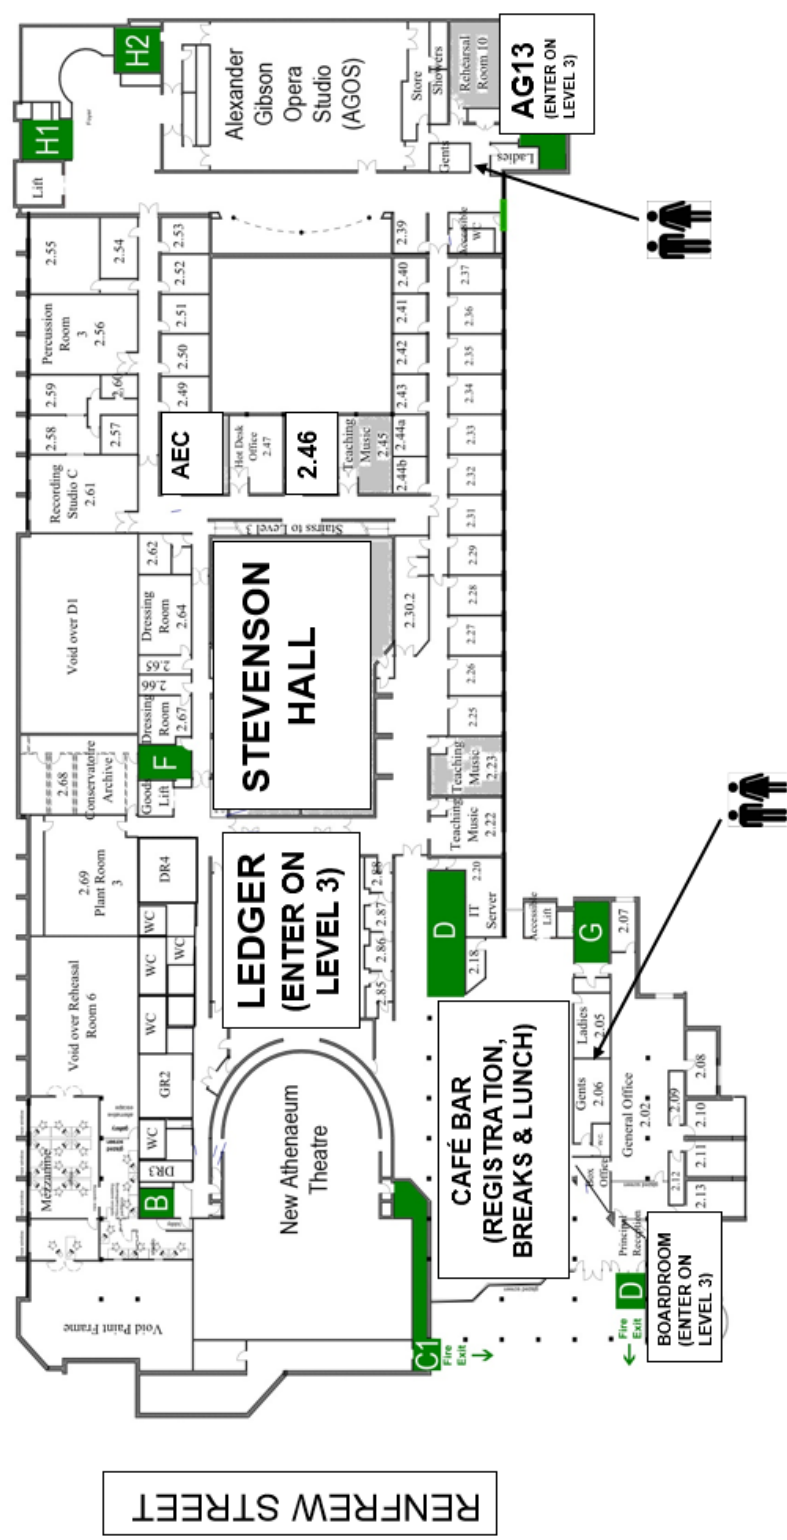 H2
H1
Foyer
Lift
Alexander
Gibson
Opera
Studio
(AGOS)
Store
Showers
Rehearsal
Room 10
AG13
(ENTER ON
LEVEL 3)
Gents
Ladies
2.55
2.54
2.53
2.52
2.51
2.50
2.49
Percussion
Room
3
2.56
2.59
2.60
2.58
2.57
Recording
Studio C
2.61
2.39
2.40
2.41
2.42
2.43
2.44a
2.44b
Accessible
WC
2.37
2.36
2.35
2.34
2.33
2.32
2.31
2.29
2.28
2.27
2.26
2.25
AEC
Hot Desk
Office
2.47
2.46
Teaching
Music
2.45
Stairss to Level 3
Void over D1
2.62
Dressing
Room
2.64
2.65
2.66
Dressing
Room
2.67
STEVENSON
HALL
2.30.2
2.68
Conservatoire
Archive
F
Goods
Lift
Teaching
Music
2.23
Teaching
Music
2.22
2.69
Plant Room
3
DR4
WC
WC
WC
WC
LEDGER
(ENTER ON
LEVEL 3)
2.88
2.87
2.86
2.85
D
2.20
IT
Server
2.18
Accessible
Lift
G
2.07
Void over Rehearsal
Room 6
GR2
WC
DR3
Mezzanine
B
New Athenaeum
Theatre
CAFÉ BAR
(REGISTRATION,
BREAKS & LUNCH)
Ladies
2.05
Gents
2.06
W.C.
Box
Office
General Office
2.02
2.08
2.09
2.10
2.11
2.12
2.13
Principal
Reception
BOARDROOM
(ENTER ON
LEVEL 3)
D
Fire
Exit
C1
Fire
Exit
Void Paint Frame
RENFREW STREET